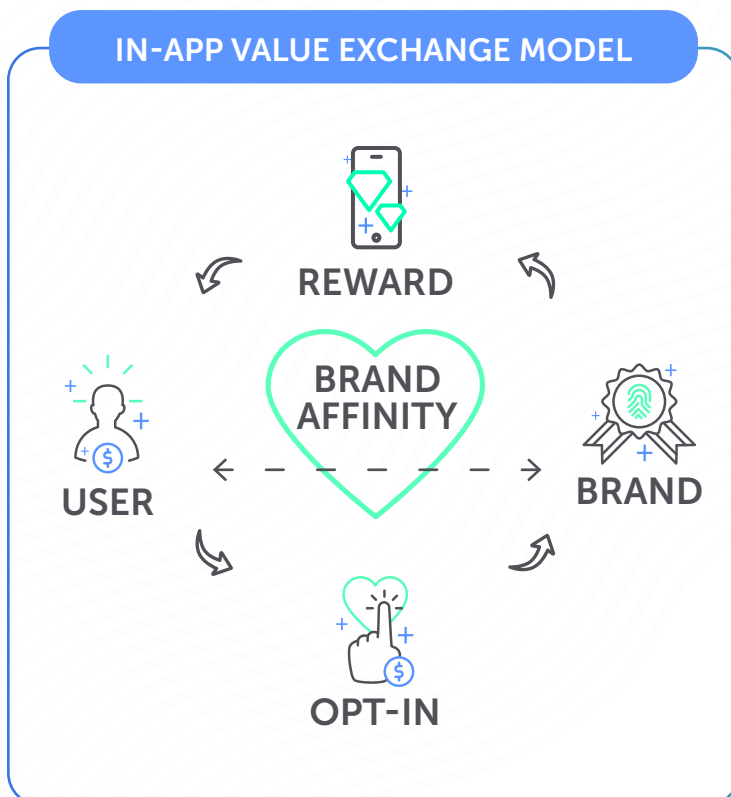 IN-APP VALUE EXCHANGE MODEL
REWARD
BRAND
AFFINITY
$
USER
BRAND
$
OPT-IN